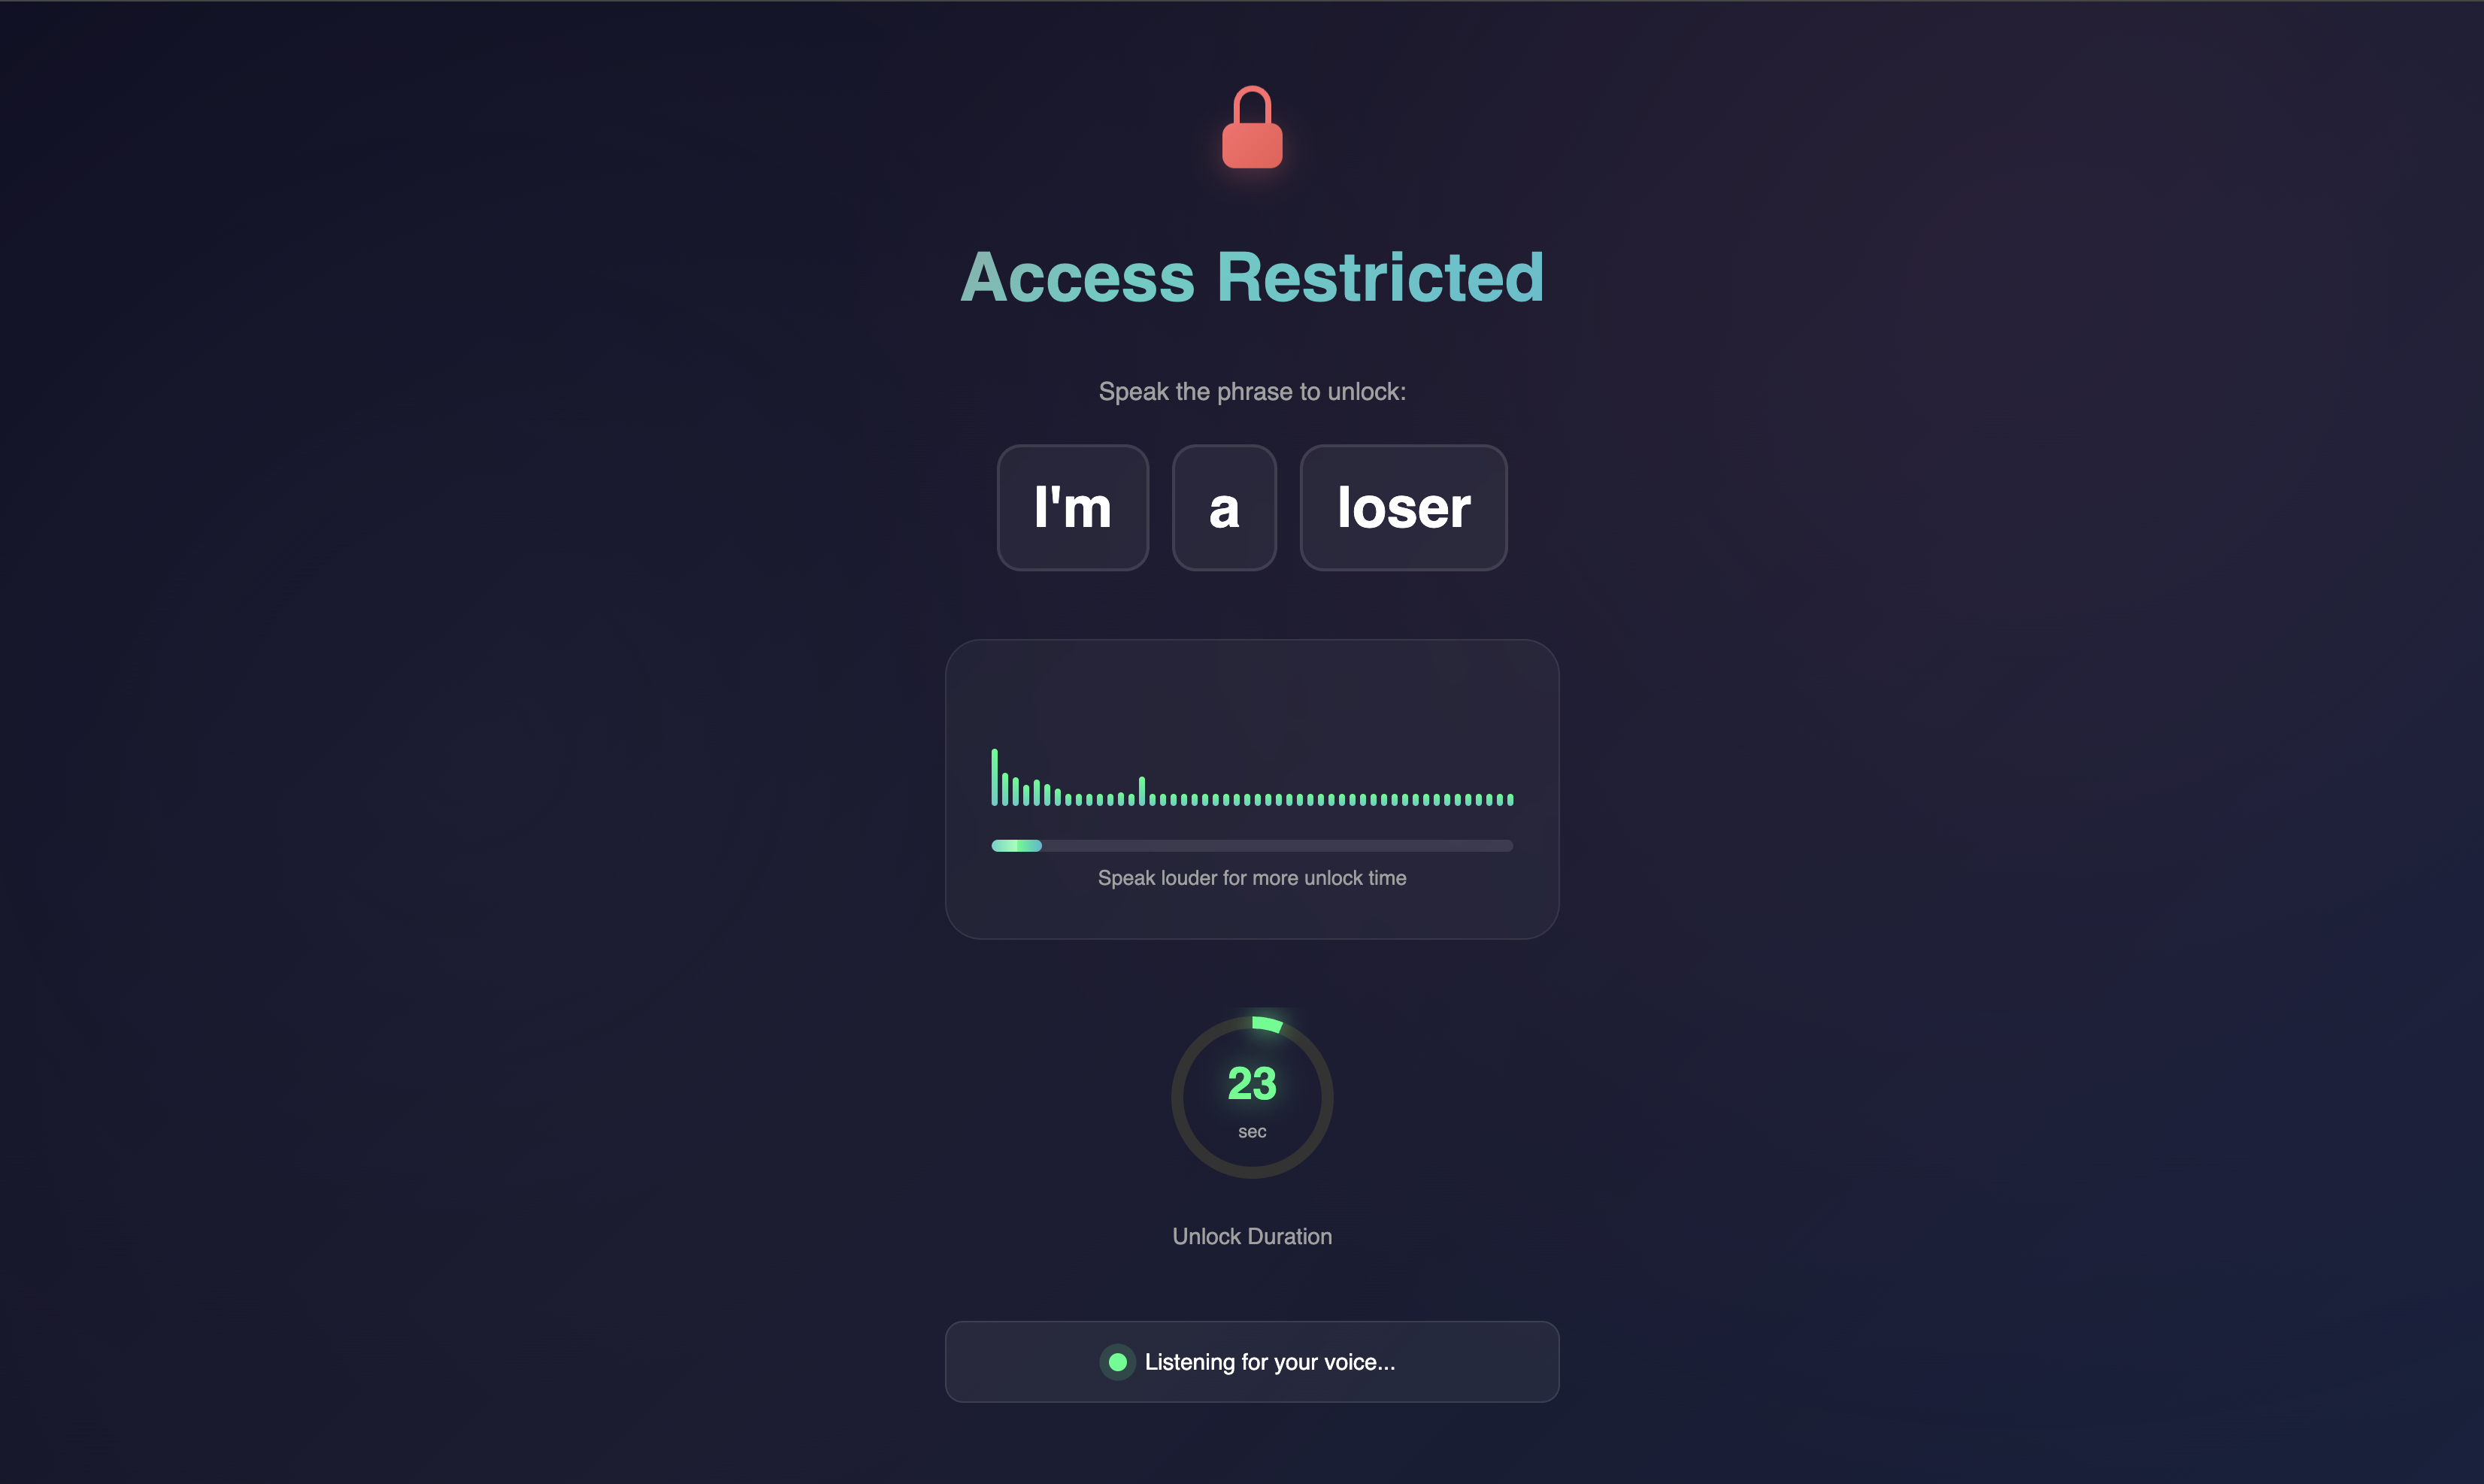 Access Restricted
Speak the phrase to unlock:
I'm a loser
Speak louder for more unlock time
23
sec
Unlock Duration
Listening for your voice...